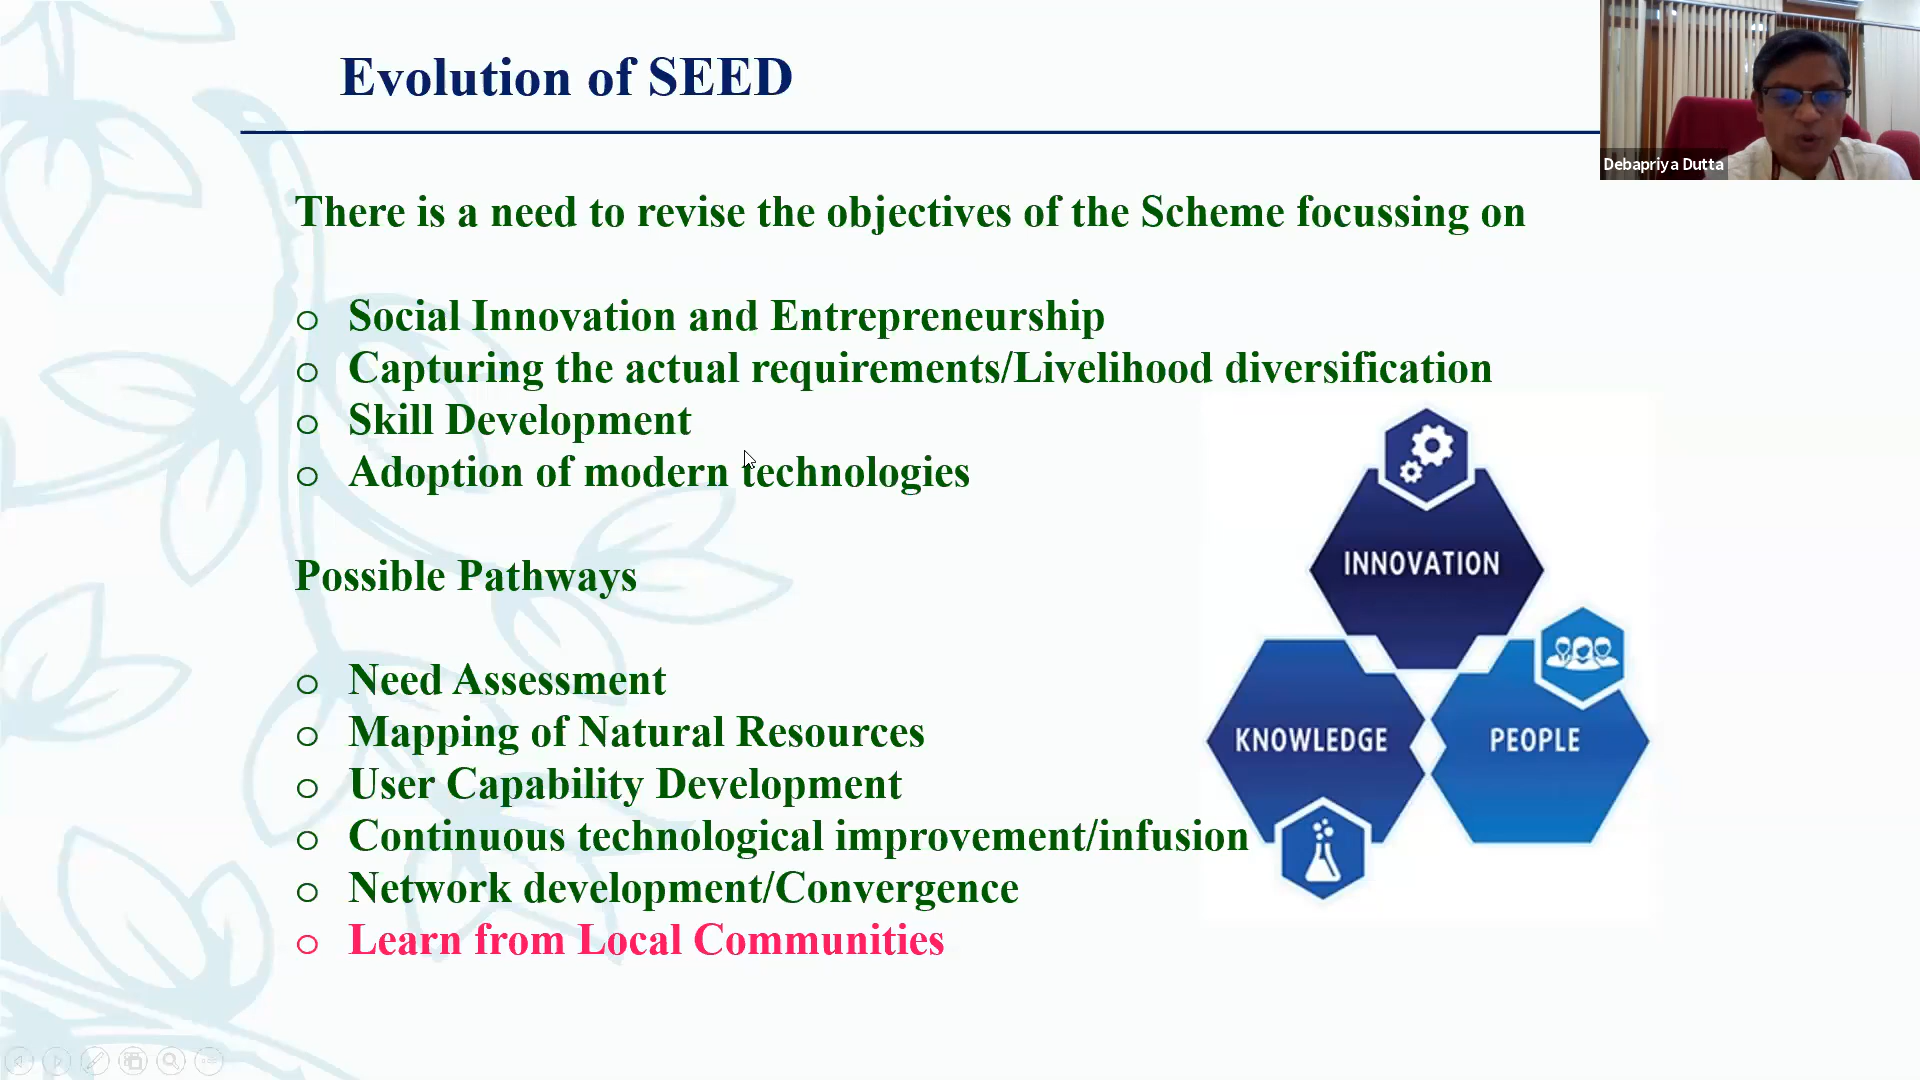 Evolution of SEED
Debapriya Dutta
There is a need to revise the objectives of the Scheme focussing on
o Social Innovation and Entrepreneurship
o Capturing the actual requirements/Livelihood diversification
o Skill Development
o Adoption of modern technologies
Possible Pathways
o Need Assessment
o Mapping of Natural Resources
o User Capability Development
o Continuous technological improvement/infusion
o Network development/Convergence
o Learn from Local Communities
INNOVATION
KNOWLEDGE
PEOPLE